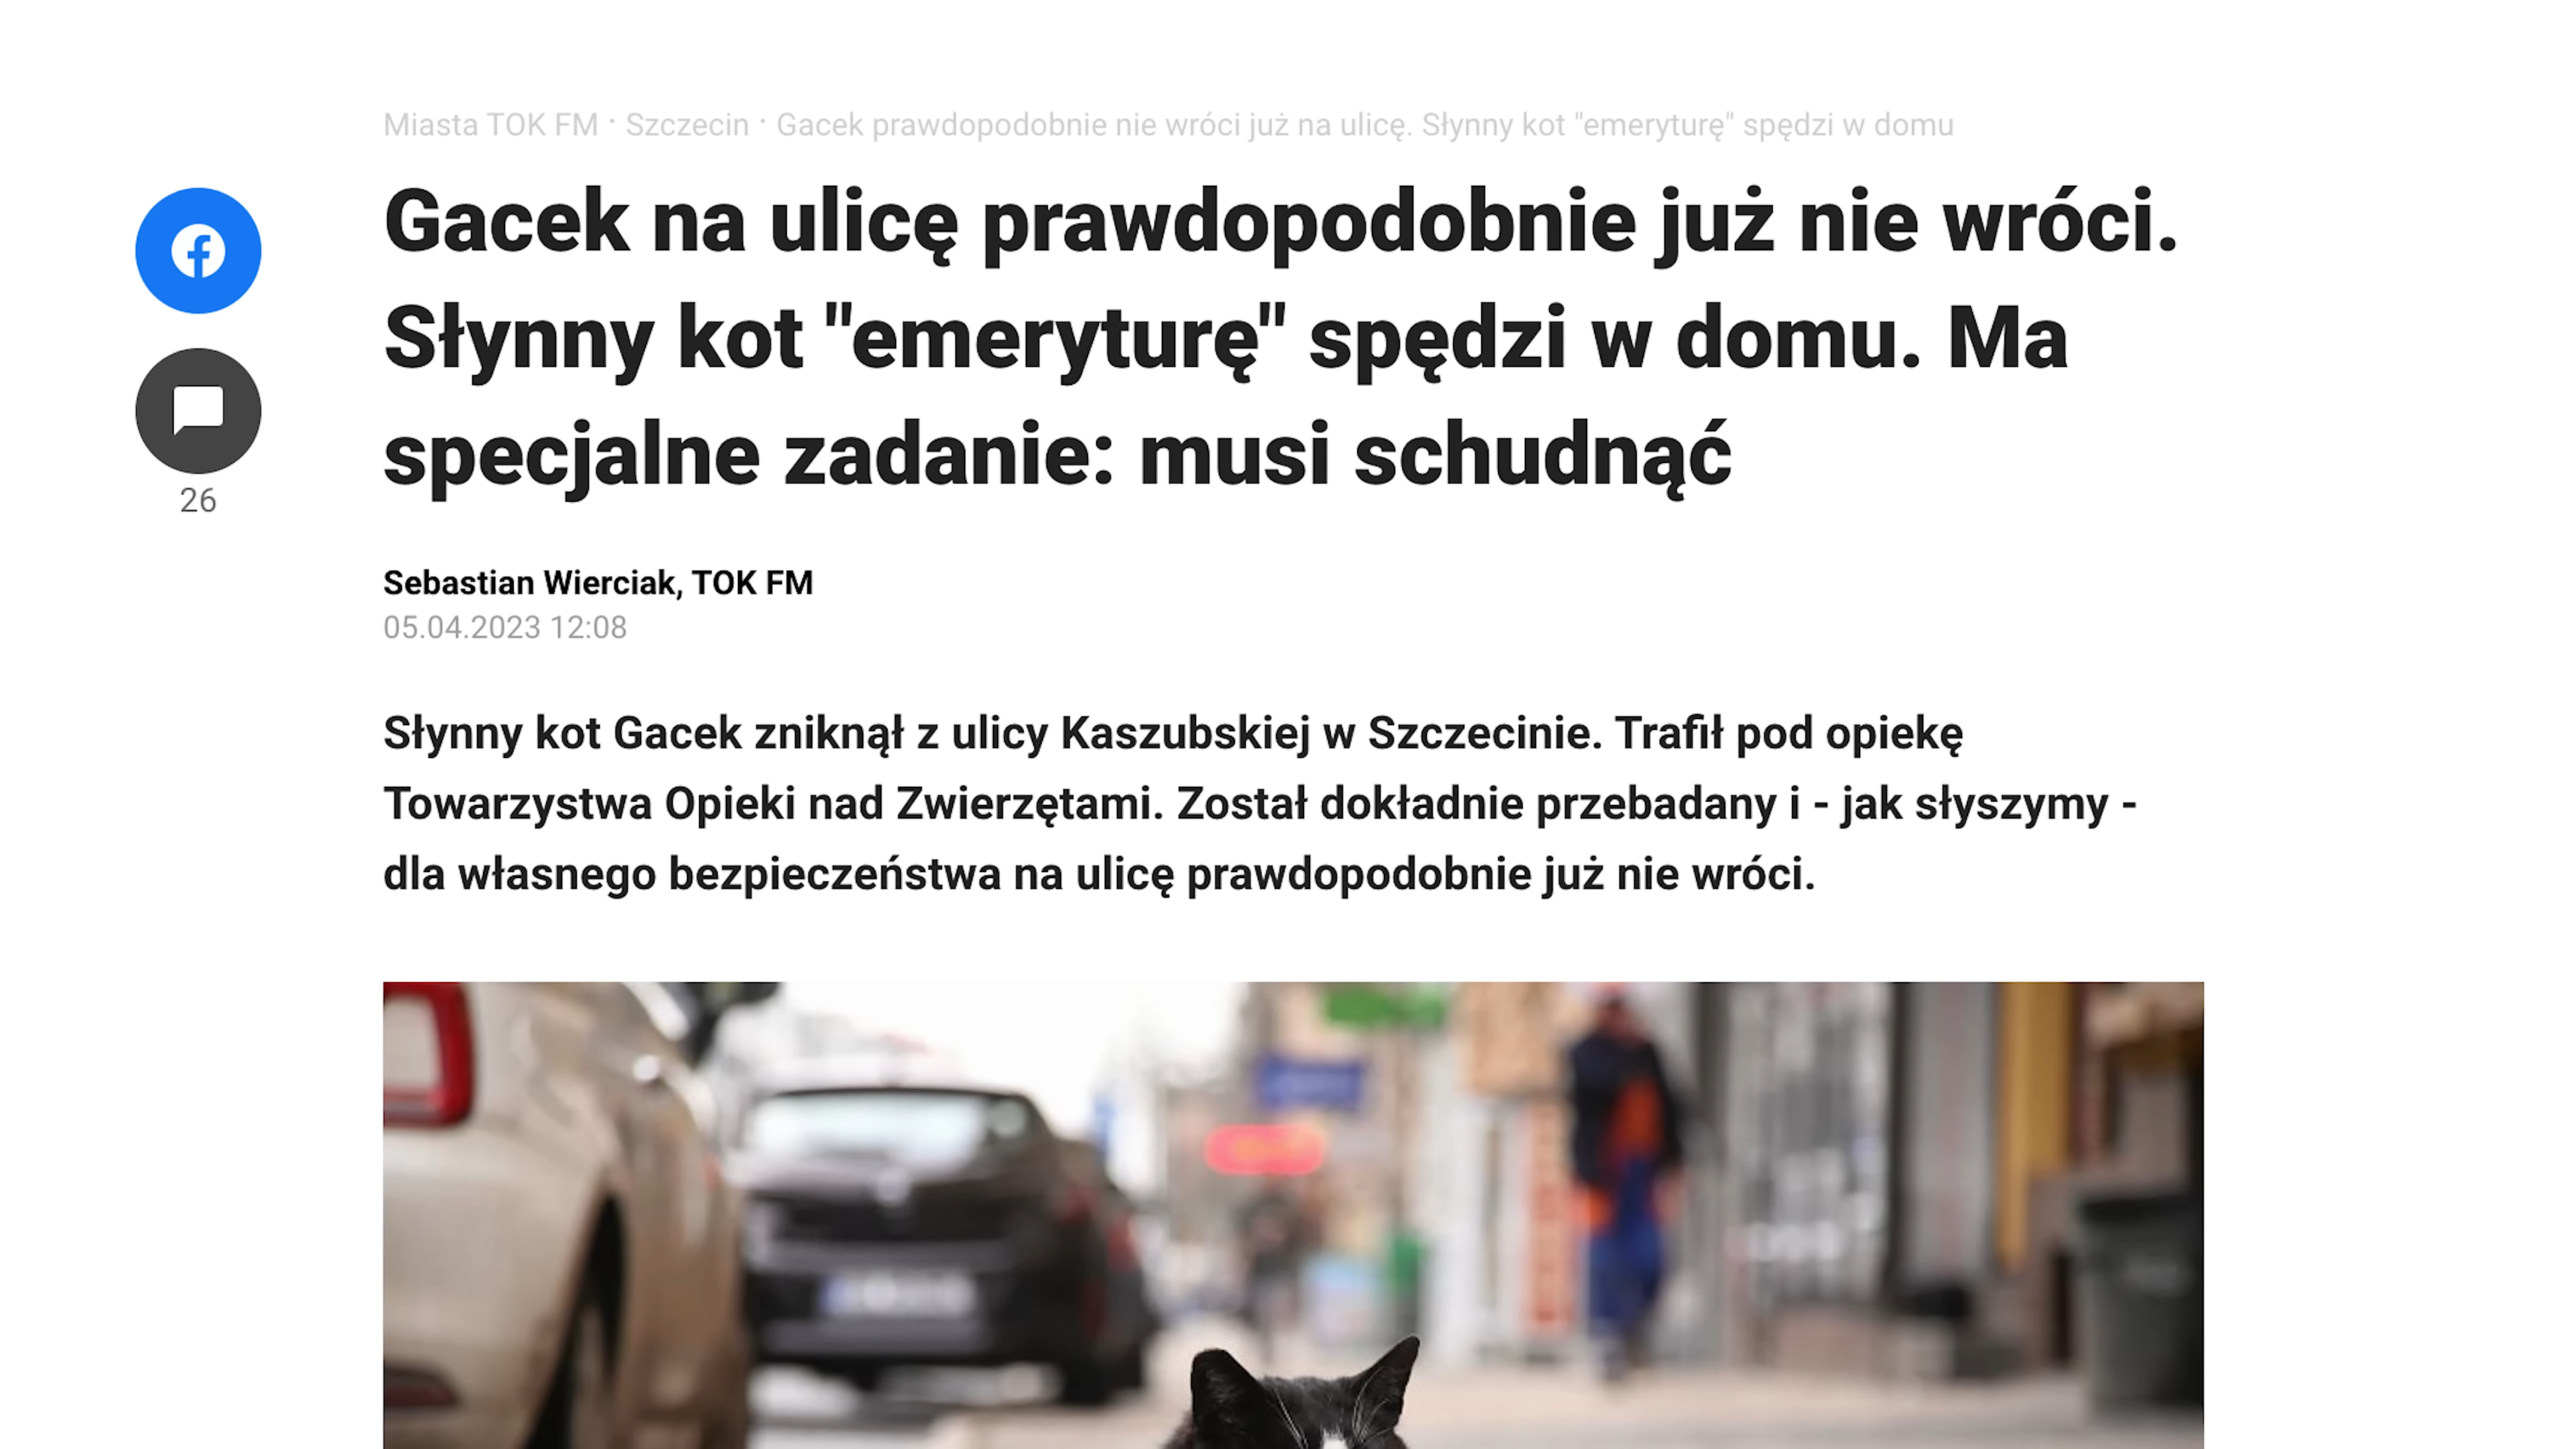 Miasta TOK FM · Szczecin · Gacek prawdopodobnie nie wróci już na ulicę. Słynny kot "emeryturę" spędzi w domu
Gacek na ulicę prawdopodobnie już nie wróci.
Słynny kot "emeryturę" spędzi w domu. Ma
specjalne zadanie: musi schudnąć
26
Sebastian Wierciak, TOK FM
05.04.2023 12:08
Słynny kot Gacek zniknął z ulicy Kaszubskiej w Szczecinie. Trafił pod opiekę
Towarzystwa Opieki nad Zwierzętami. Został dokładnie przebadany i - jak słyszymy -
dla własnego bezpieczeństwa na ulicę prawdopodobnie już nie wróci.